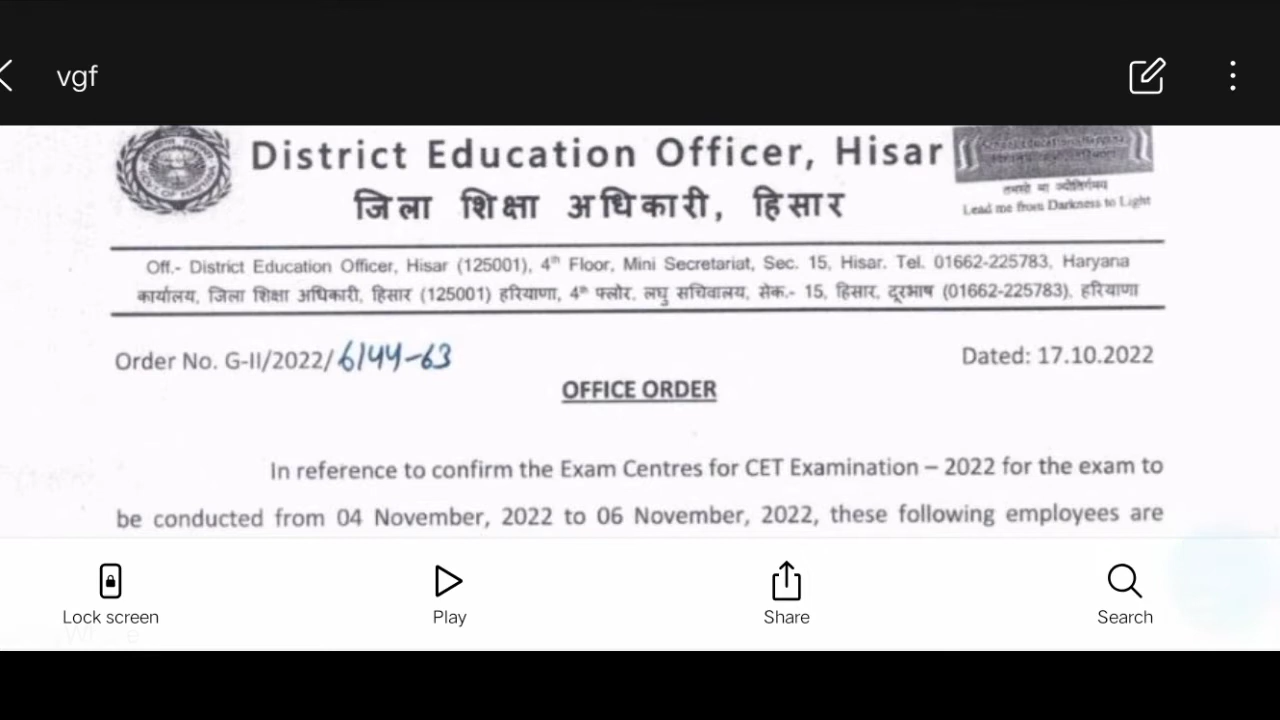 vgf
District Education Officer, Hisar
जिला शिक्षा अधिकारी, हिसार
तमसो मा ज्योतिर्गमय
Lead me from Darkness to Light
Off.- District Education Officer, Hisar (125001), 4th Floor, Mini Secretariat, Sec. 15, Hisar. Tel. 01662-225783, Haryana
कार्यालय, जिला शिक्षा अधिकारी, हिसार (125001) हरियाणा, 4th फ्लोर, लघु सचिवालय, सेक.- 15, हिसार, दूरभाष (01662-225783), हरियाणा
Order No. G-II/2022/6144-63 Dated: 17.10.2022
OFFICE ORDER
In reference to confirm the Exam Centres for CET Examination – 2022 for the exam to
be conducted from 04 November, 2022 to 06 November, 2022, these following employees are
Lock screen Play Share Search